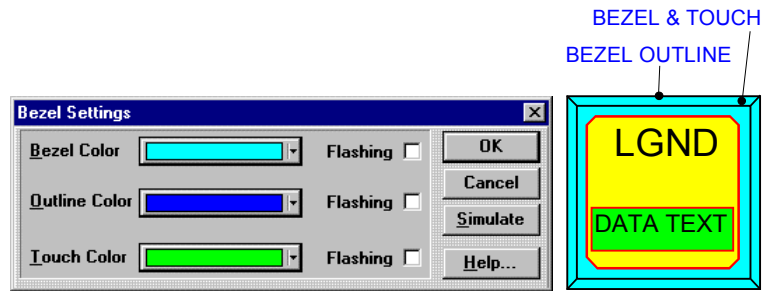 BEZEL & TOUCH
BEZEL OUTLINE
Bezel Settings
Bezel Color Flashing OK
Cancel
Outline Color Flashing
Simulate
Touch Color Flashing Help...
LGND
DATA TEXT